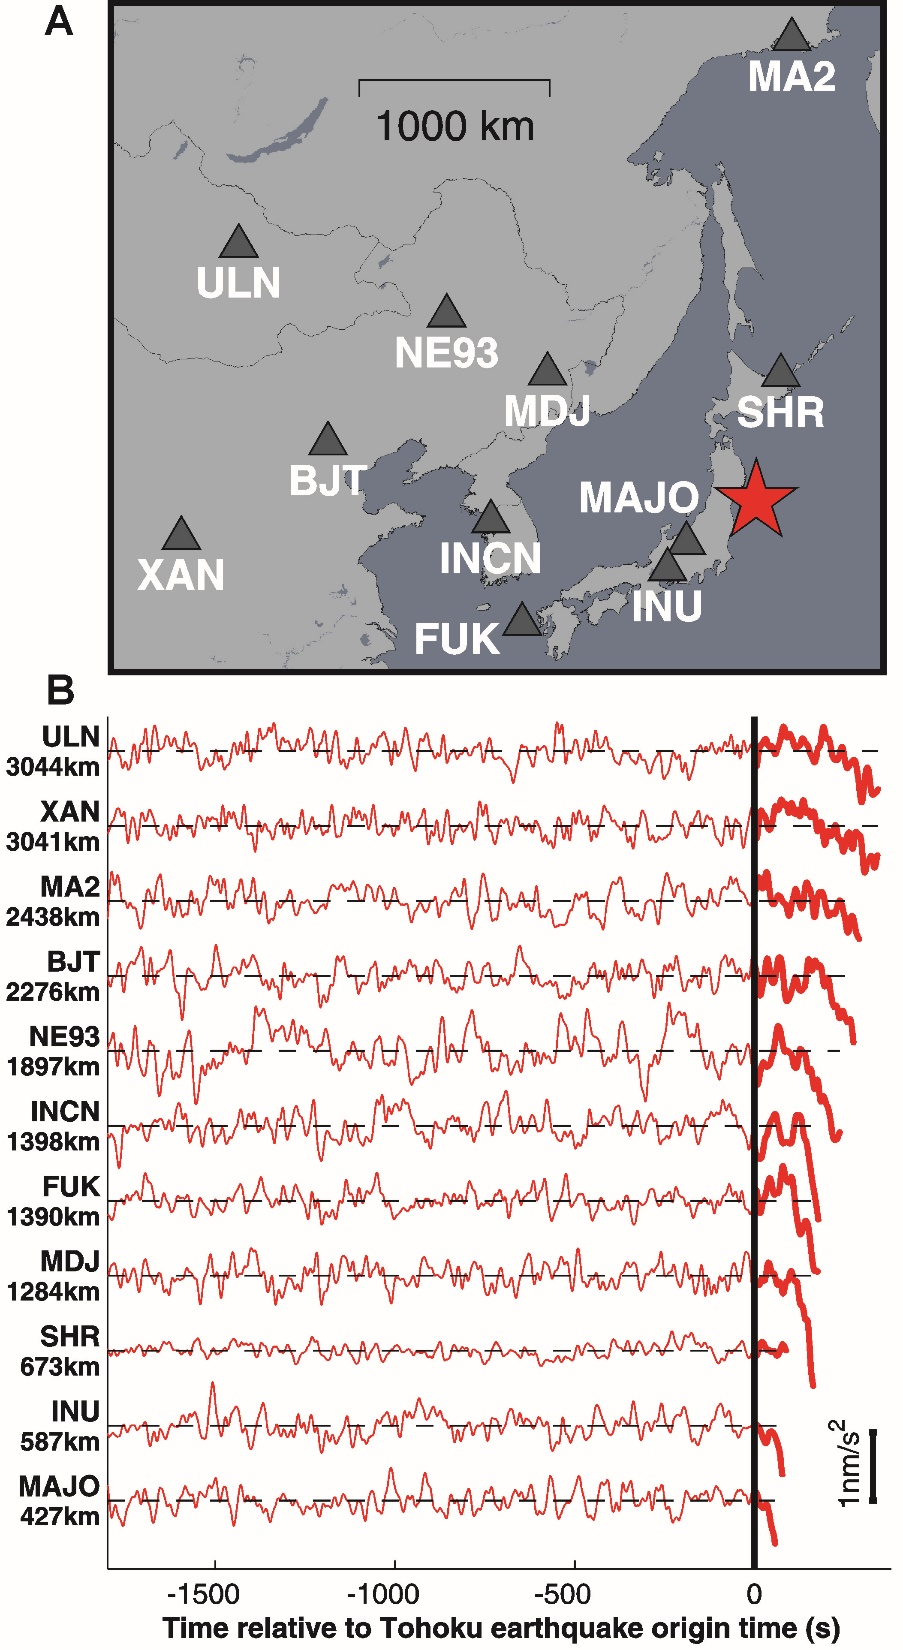 A
MA2
1000 km
ULN
NE93
MDJ
SHR
BJT
MAJO
INCN
XAN
INU
FUK
B
ULN
3044km
XAN
3041km
MA2
2438km
BJT
2276km
NE93
1897km
INCN
1398km
FUK
1390km
MDJ
1284km
SHR
673km
INU
587km
MAJO
427km
1nm/s²
-1500 -1000 -500 0
Time relative to Tohoku earthquake origin time (s)